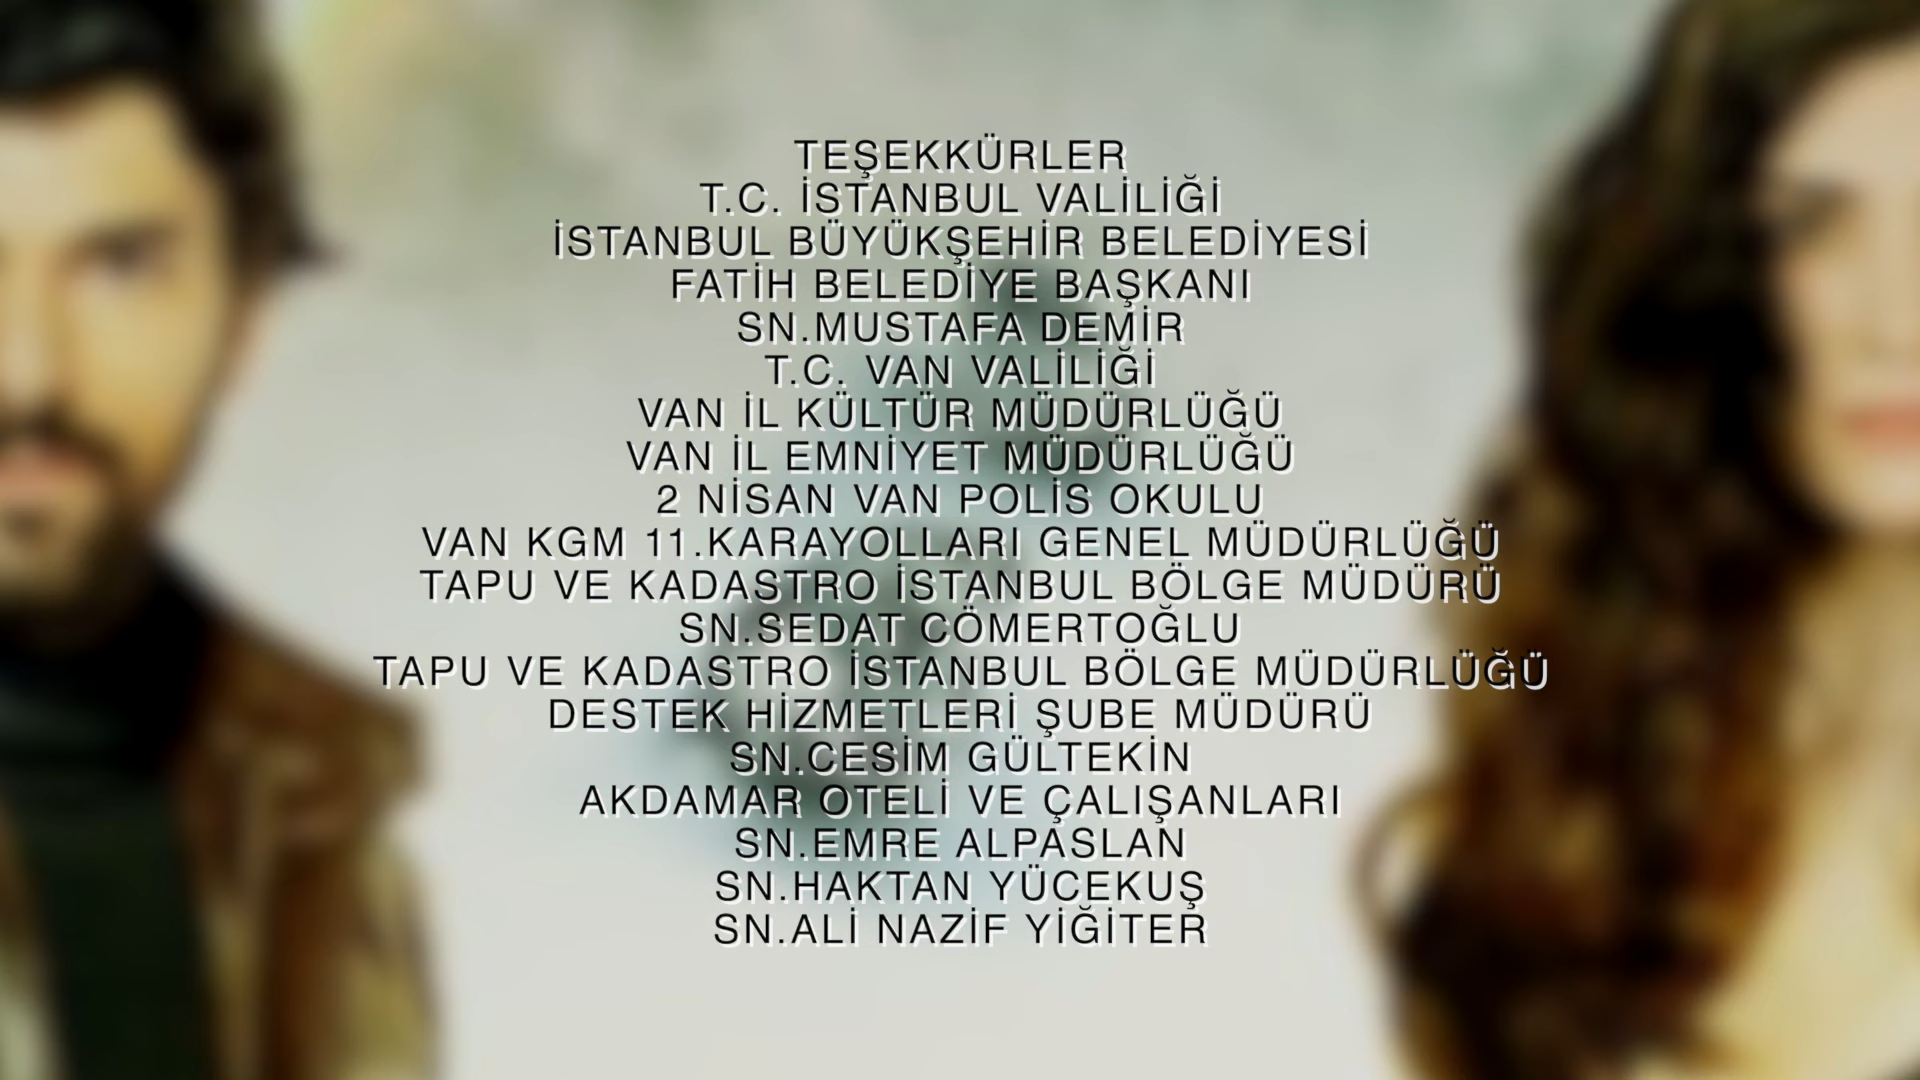 TEŞEKKÜRLER
T.C. İSTANBUL VALİLİĞİ
İSTANBUL BÜYÜKŞEHİR BELEDİYESİ
FATİH BELEDİYE BAŞKANI
SN.MUSTAFA DEMİR
T.C. VAN VALİLİĞİ
VAN İL KÜLTÜR MÜDÜRLÜĞÜ
VAN İL EMNİYET MÜDÜRLÜĞÜ
2 NİSAN VAN POLİS OKULU
VAN KGM 11.KARAYOLLARI GENEL MÜDÜRLÜĞÜ
TAPU VE KADASTRO İSTANBUL BÖLGE MÜDÜRÜ
SN.SEDAT CÖMERTOĞLU
TAPU VE KADASTRO İSTANBUL BÖLGE MÜDÜRLÜĞÜ
DESTEK HİZMETLERİ ŞUBE MÜDÜRÜ
SN.CESİM GÜLTEKİN
AKDAMAR OTELİ VE ÇALIŞANLARI
SN.EMRE ALPASLAN
SN.HAKTAN YÜCEKUŞ
SN.ALİ NAZİF YİĞİTER